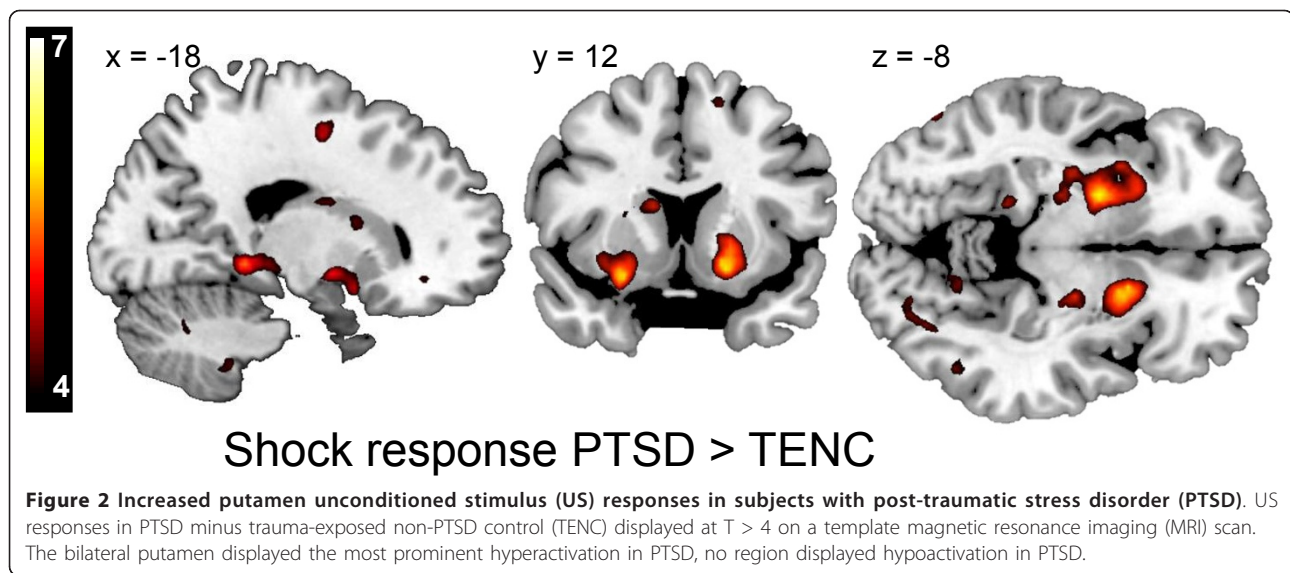 7
4
x = -18
y = 12
z = -8
Shock response PTSD > TENC
Figure 2 Increased putamen unconditioned stimulus (US) responses in subjects with post-traumatic stress disorder (PTSD). US
responses in PTSD minus trauma-exposed non-PTSD control (TENC) displayed at T > 4 on a template magnetic resonance imaging (MRI) scan.
The bilateral putamen displayed the most prominent hyperactivation in PTSD, no region displayed hypoactivation in PTSD.